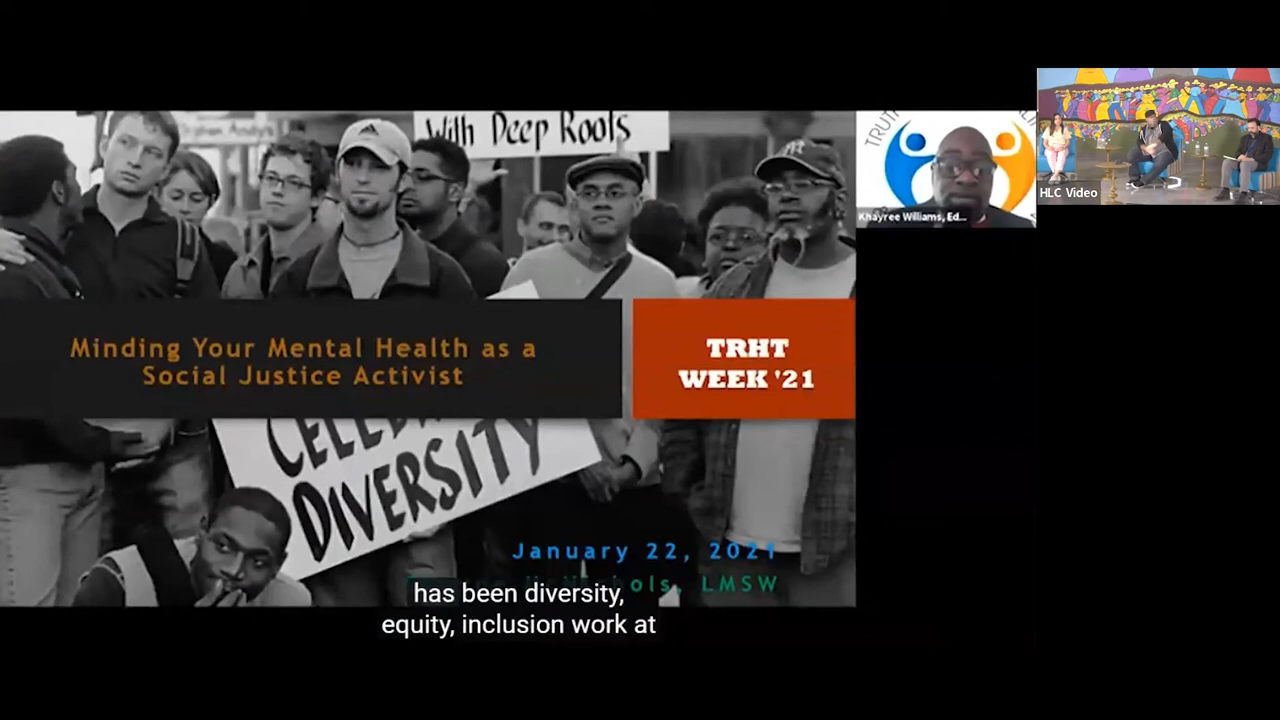 With Deep Roots
Minding Your Mental Health as a
Social Justice Activist
TRHT
WEEK '21
DIVERSITY
January 22, 2021
LMSW
has been diversity,
equity, inclusion work at
Khayree Williams, Ed...
HLC Video